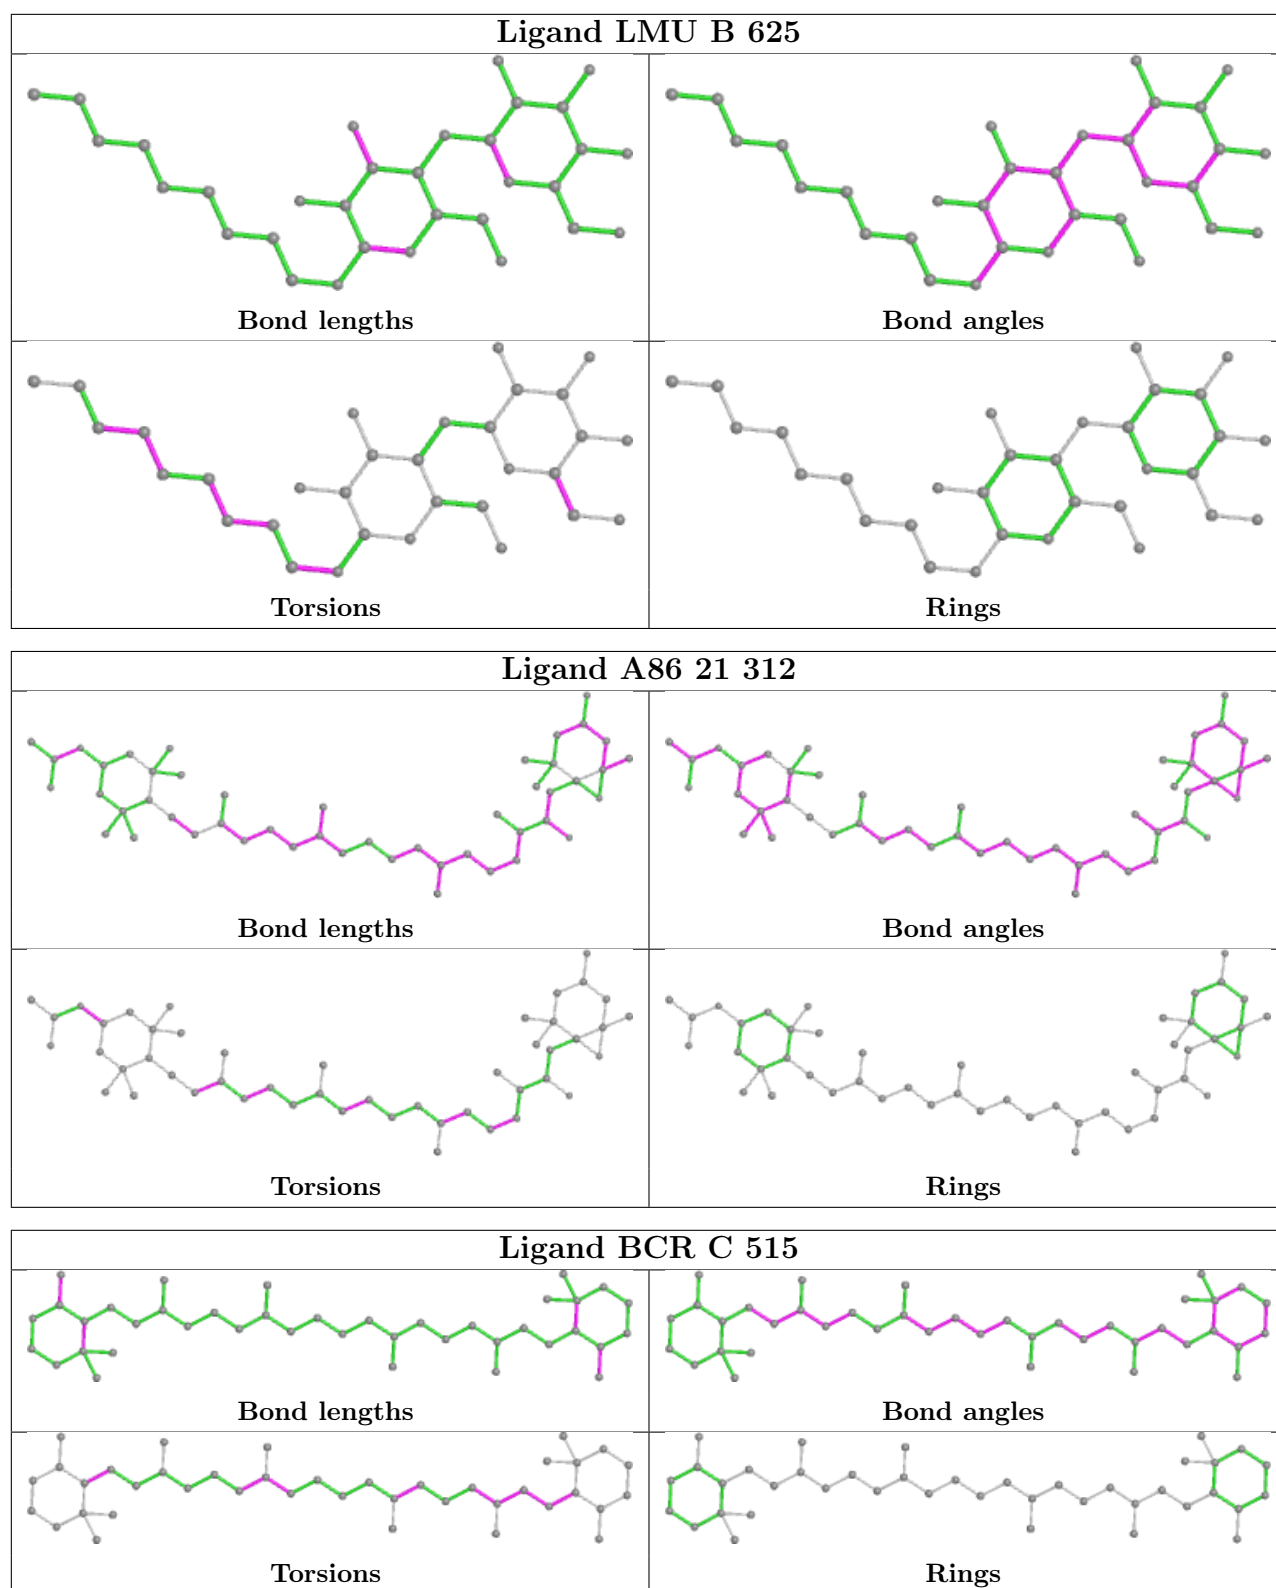 Ligand LMU B 625
Bond lengths
Bond angles
Torsions
Rings
Ligand A86 21 312
Bond lengths
Bond angles
Torsions
Rings
Ligand BCR C 515
Bond lengths
Bond angles
Torsions
Rings